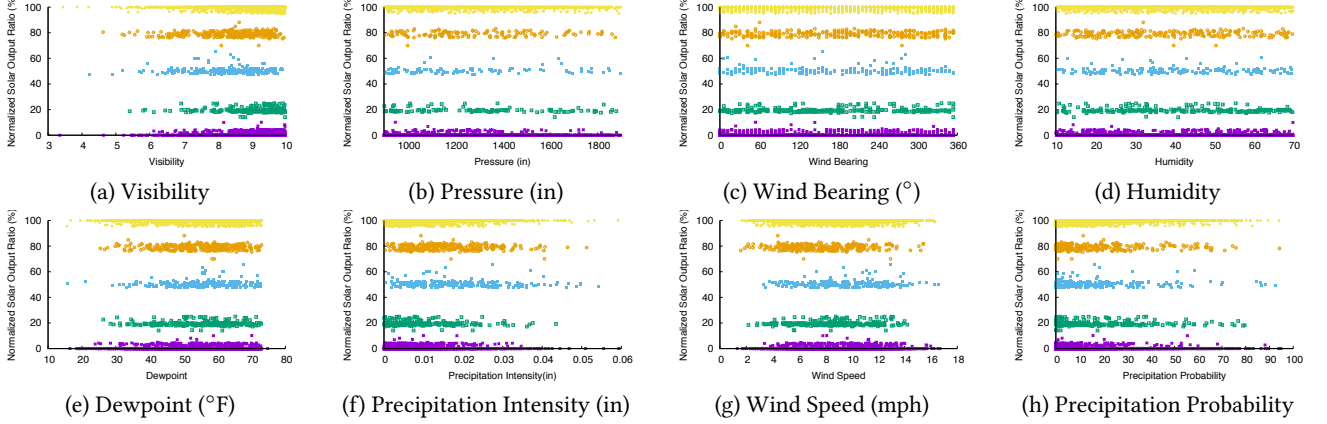 Normalized Solar Output Ratio (%)
100
80
60
40
20
0
3 4 5 6 7 8 9 10
Visibility
(a) Visibility
Normalized Solar Output Ratio (%)
100
80
60
40
20
0
1000 1200 1400 1600 1800
Pressure (in)
(b) Pressure (in)
Normalized Solar Output Ratio (%)
100
80
60
40
20
0
0 60 120 180 240 300 360
Wind Bearing
(c) Wind Bearing (°)
Normalized Solar Output Ratio (%)
100
80
60
40
20
0
10 20 30 40 50 60 70
Humidity
(d) Humidity
Normalized Solar Output Ratio (%)
100
80
60
40
20
0
10 20 30 40 50 60 70 80
Dewpoint
(e) Dewpoint (°F)
Normalized Solar Output Ratio (%)
100
80
60
40
20
0
0 0.01 0.02 0.03 0.04 0.05 0.06
Precipitation Intensity(in)
(f) Precipitation Intensity (in)
Normalized Solar Output Ratio (%)
100
80
60
40
20
0
0 2 4 6 8 10 12 14 16 18
Wind Speed
(g) Wind Speed (mph)
Normalized Solar Output Ratio (%)
100
80
60
40
20
0
0 10 20 30 40 50 60 70 80 90 100
Precipitation Probability
(h) Precipitation Probability